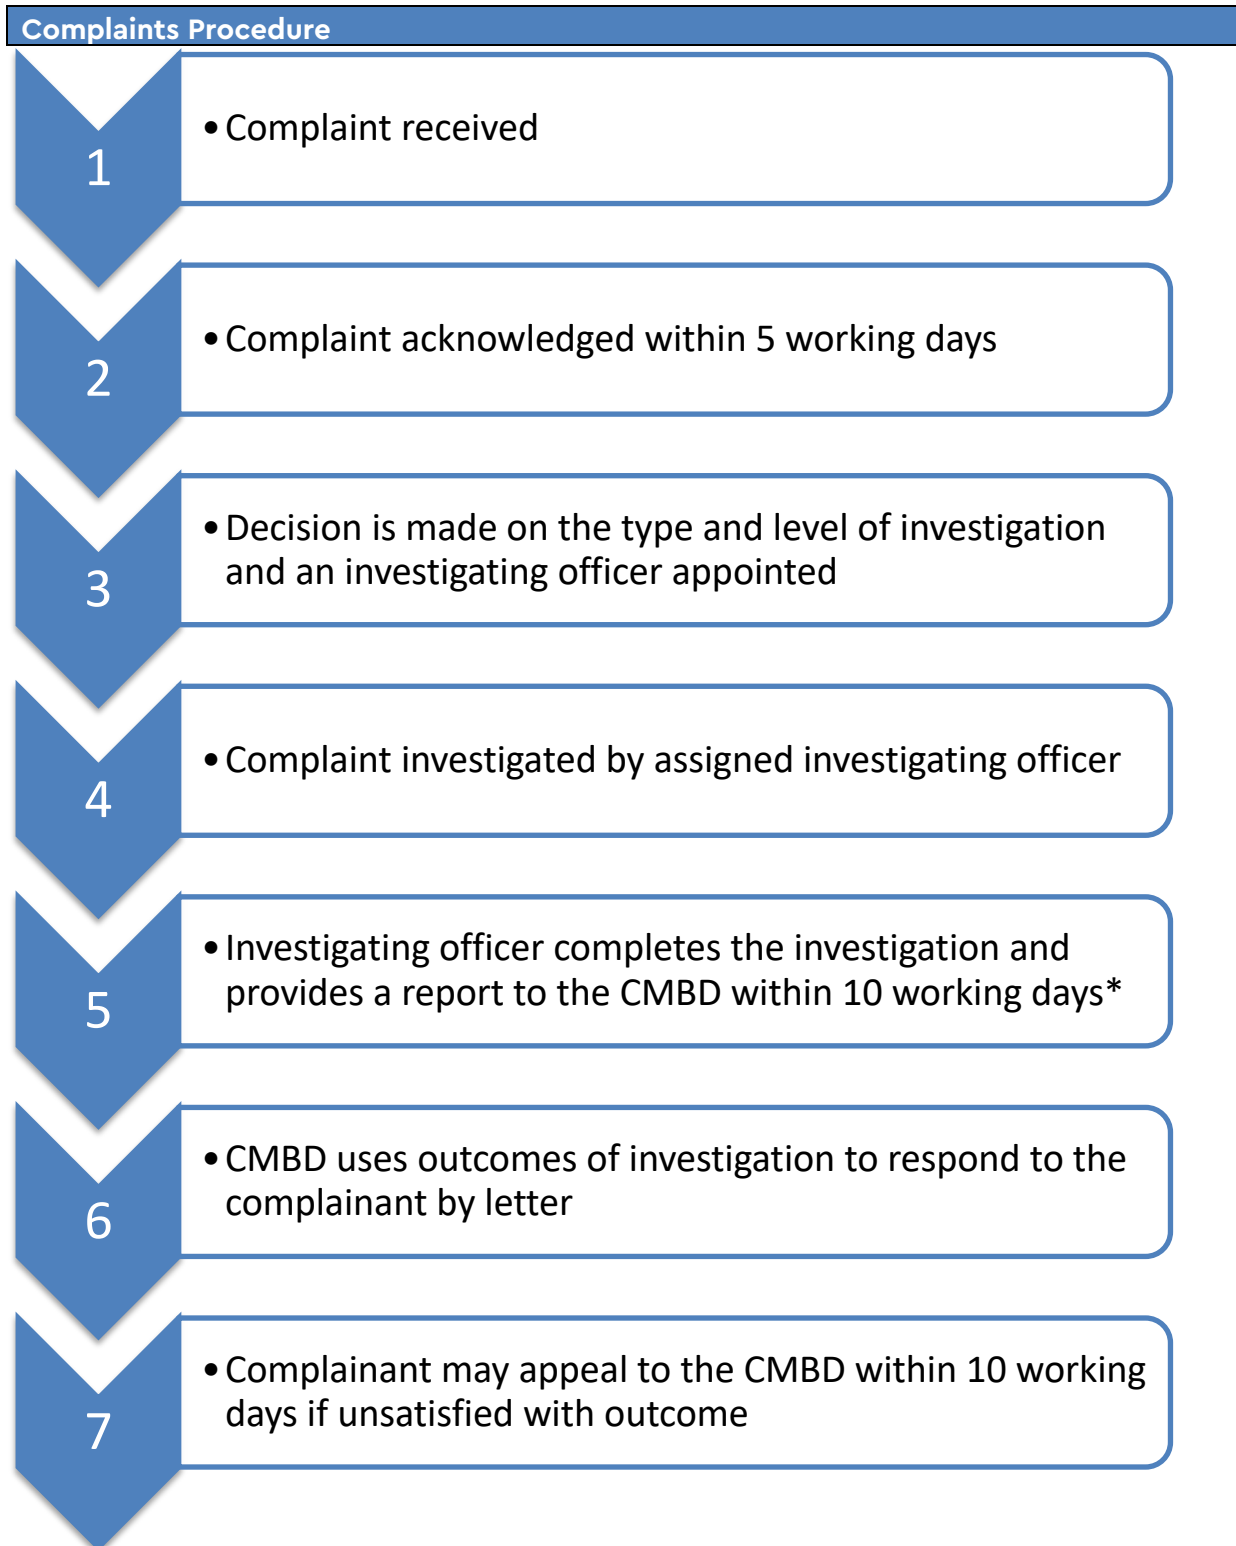 Complaints Procedure
1
• Complaint received
2
• Complaint acknowledged within 5 working days
3
• Decision is made on the type and level of investigation
and an investigating officer appointed
4
• Complaint investigated by assigned investigating officer
5
• Investigating officer completes the investigation and
provides a report to the CMBD within 10 working days*
6
• CMBD uses outcomes of investigation to respond to the
complainant by letter
7
• Complainant may appeal to the CMBD within 10 working
days if unsatisfied with outcome